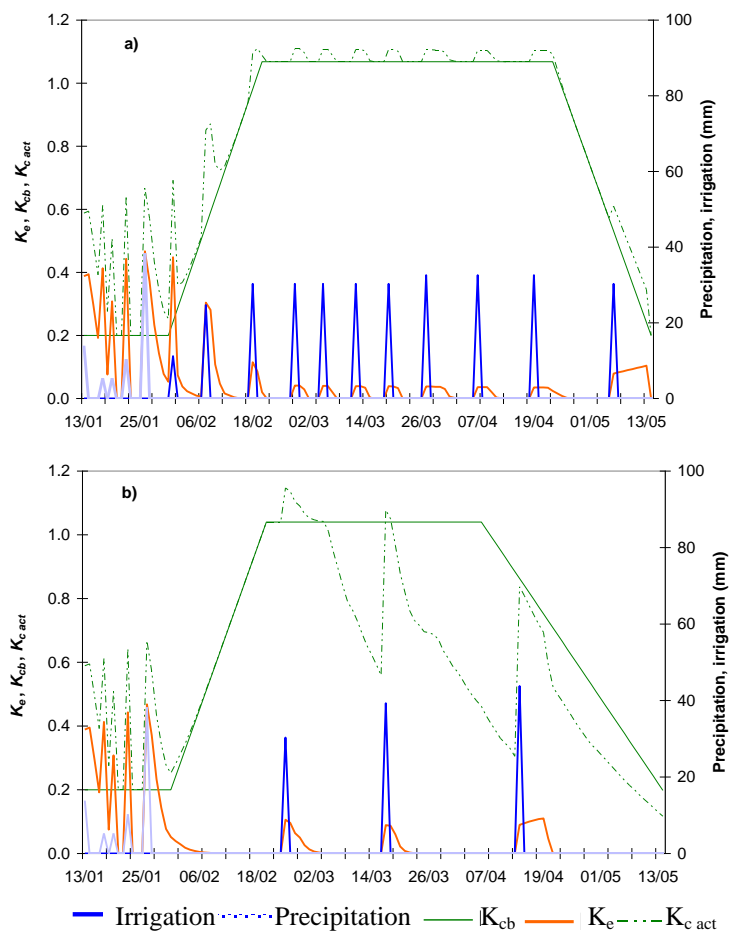 1.2
100
a)
1.0
80
0.8
60
0.6
40
0.4
20
0.2
0.0
0
13/01 25/01 06/02 18/02 02/03 14/03 26/03 07/04 19/04 01/05 13/05
Ke , Kcb , Kc act
Precipitation, irrigation (mm)
1.2
100
b)
1.0
80
0.8
60
0.6
40
0.4
20
0.2
0.0
0
13/01 25/01 06/02 18/02 02/03 14/03 26/03 07/04 19/04 01/05 13/05
Ke , Kcb , Kc act
Precipitation, irrigation (mm)
Irrigation Precipitation Kcb Ke Kc act